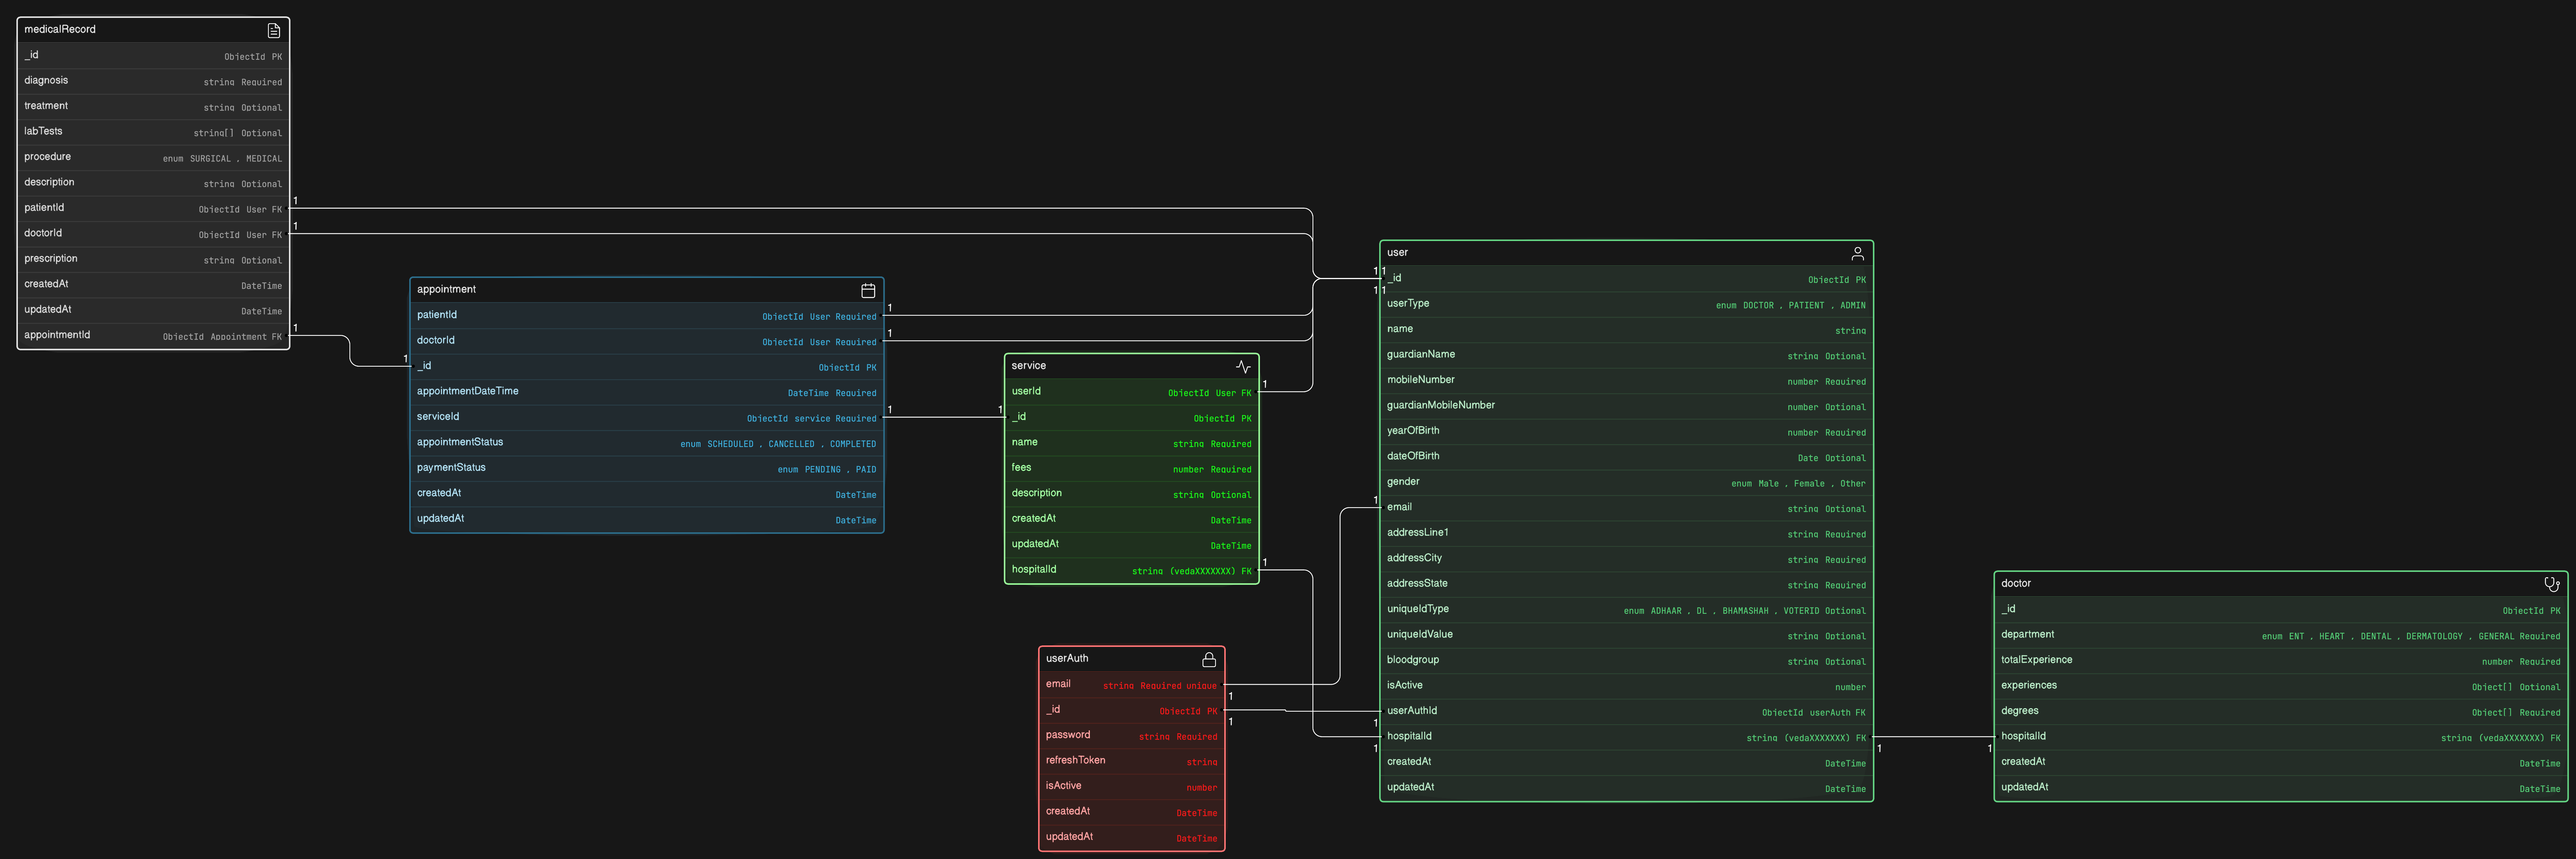 medicalRecord
_id ObjectId PK
diagnosis string Required
treatment string Optional
labTests string[] Optional
procedure enum SURGICAL , MEDICAL
description string Optional
patientId ObjectId User FK 1
doctorId ObjectId User FK 1
prescription string Optional
createdAt DateTime
updatedAt DateTime
appointmentId ObjectId Appointment FK 1
appointment
patientId ObjectId User Required 1
doctorId ObjectId User Required 1
1 _id ObjectId PK
appointmentDateTime DateTime Required
serviceId ObjectId service Required 1
appointmentStatus enum SCHEDULED , CANCELLED , COMPLETED
paymentStatus enum PENDING , PAID
createdAt DateTime
updatedAt DateTime
service
userId ObjectId User FK 1
1 _id ObjectId PK
name string Required
fees number Required
description string Optional
createdAt DateTime
updatedAt DateTime
hospitalId string (vedaXXXXXXX) FK 1
userAuth
email string Required unique 1
_id ObjectId PK 1
password string Required
refreshToken string
isActive number
createdAt DateTime
updatedAt DateTime
user
1 1
_id ObjectId PK
1 1
userType enum DOCTOR , PATIENT , ADMIN
name string
guardianName string Optional
mobileNumber number Required
guardianMobileNumber number Optional
yearOfBirth number Required
dateOfBirth Date Optional
gender enum Male , Female , Other
1 email string Optional
addressLine1 string Required
addressCity string Required
addressState string Required
uniqueIdType enum ADHAAR , DL , BHAMASHAH , VOTERID Optional
uniqueIdValue string Optional
bloodgroup string Optional
isActive number
userAuthId ObjectId userAuth FK
1
hospitalId string (vedaXXXXXXX) FK
1 1
createdAt DateTime
updatedAt DateTime
doctor
_id ObjectId PK
department enum ENT , HEART , DENTAL , DERMATOLOGY , GENERAL Required
totalExperience number Required
experiences Object[] Optional
degrees Object[] Required
hospitalId string (vedaXXXXXXX) FK
1
createdAt DateTime
updatedAt DateTime